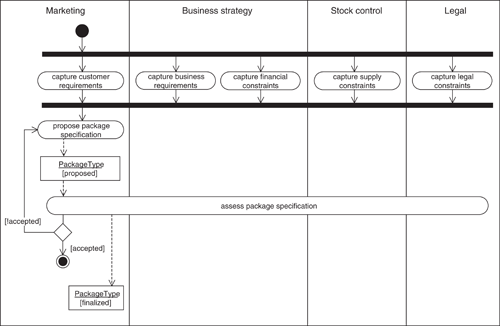 Marketing
Business strategy
Stock control
Legal
capture customer
requirements
capture business
requirements
capture financial
constraints
capture supply
constraints
capture legal
constraints
propose package
specification
PackageType
[proposed]
assess package specification
[!accepted]
[accepted]
PackageType
[finalized]